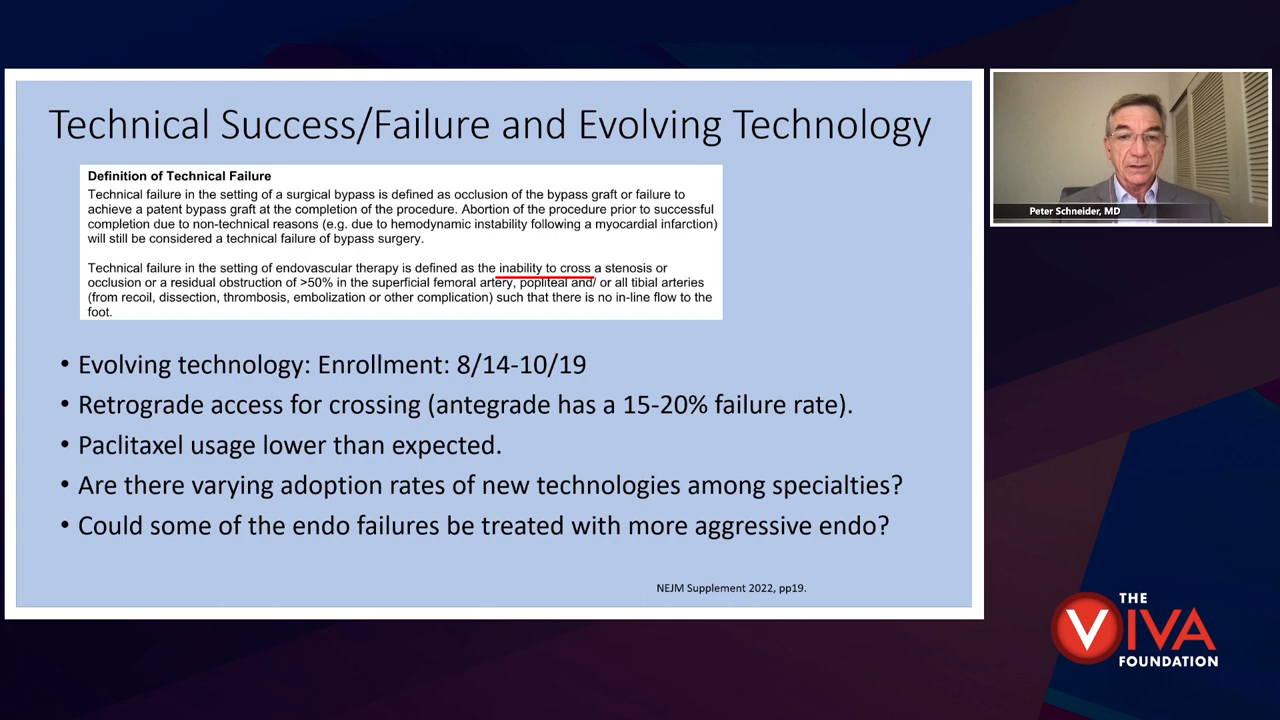 Technical Success/Failure and Evolving Technology
Definition of Technical Failure
Technical failure in the setting of a surgical bypass is defined as occlusion of the bypass graft or failure to
achieve a patent bypass graft at the completion of the procedure. Abortion of the procedure prior to successful
completion due to non-technical reasons (e.g. due to hemodynamic instability following a myocardial infarction)
will still be considered a technical failure of bypass surgery.
Technical failure in the setting of endovascular therapy is defined as the inability to cross a stenosis or
occlusion or a residual obstruction of >50% in the superficial femoral artery, popliteal and/ or all tibial arteries
(from recoil, dissection, thrombosis, embolization or other complication) such that there is no in-line flow to the
foot.
• Evolving technology: Enrollment: 8/14-10/19
• Retrograde access for crossing (antegrade has a 15-20% failure rate).
• Paclitaxel usage lower than expected.
• Are there varying adoption rates of new technologies among specialties?
• Could some of the endo failures be treated with more aggressive endo?
NEJM Supplement 2022, pp19.
Peter Schneider, MD
THE
VIVA
FOUNDATION